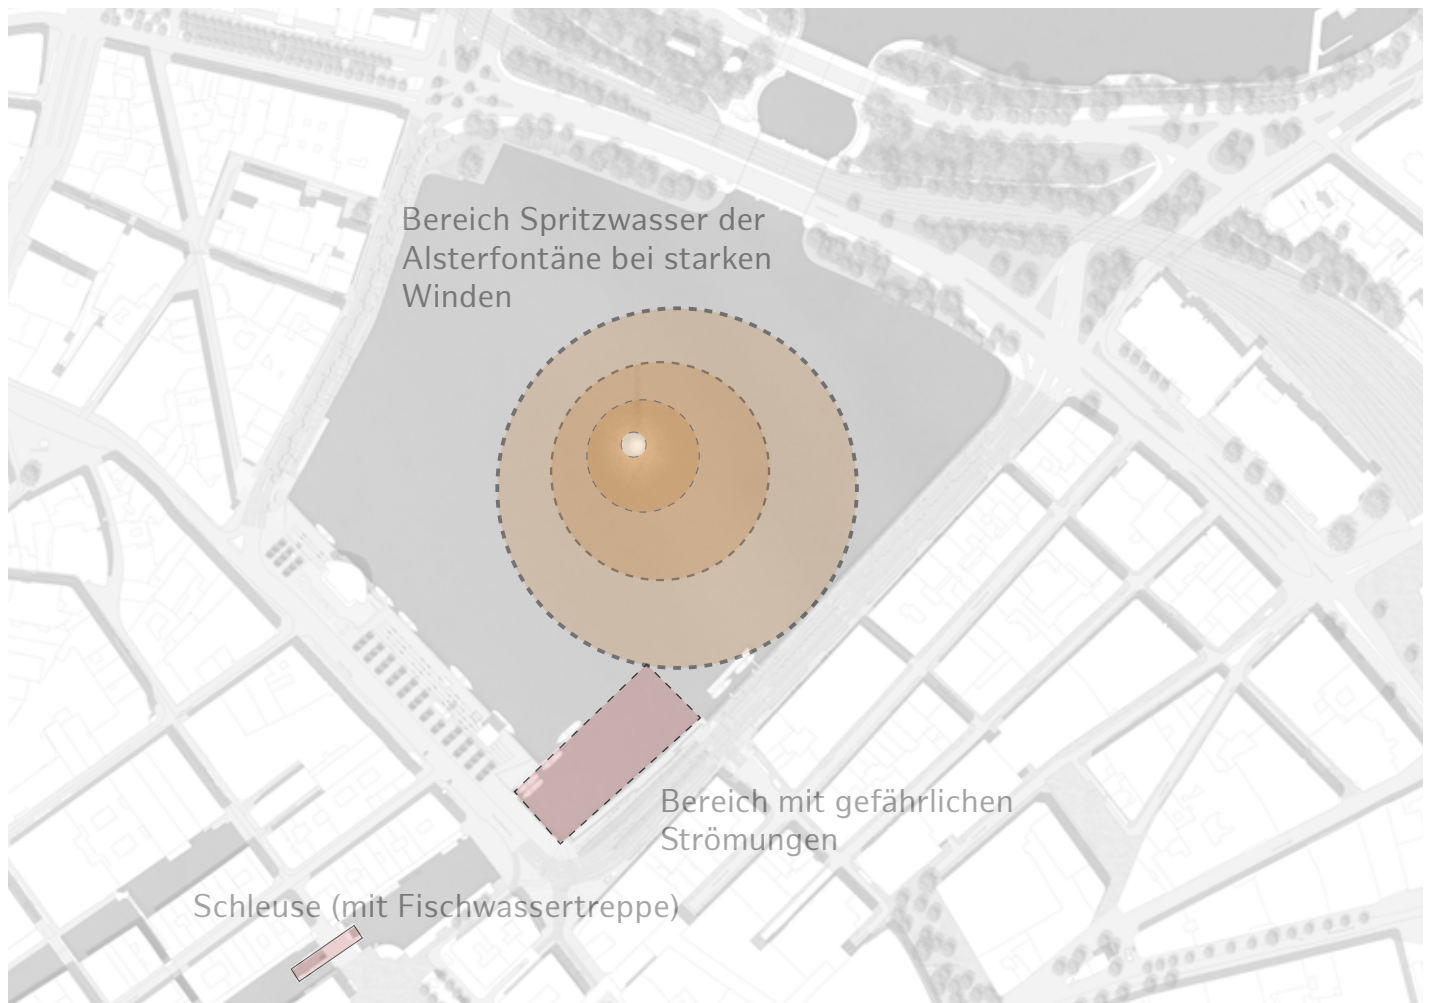 Bereich Spritzwasser der
Alsterfontäne bei starken
Winden
Bereich mit gefährlichen
Strömungen
Schleuse (mit Fischwassertreppe)